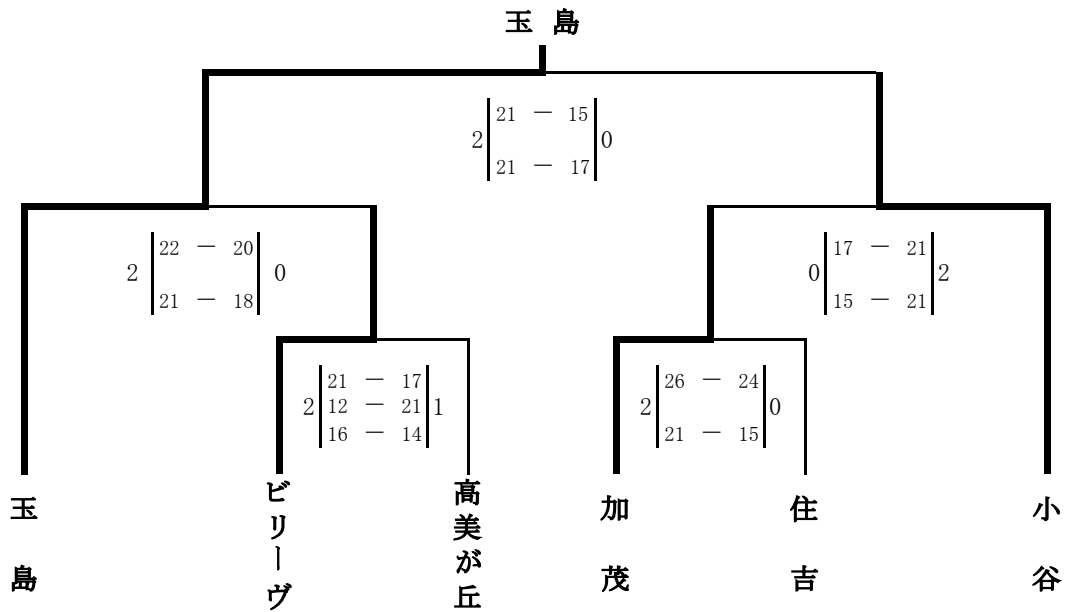 玉 島
21 － 15
2 0
21 － 17
22 － 20
2 0
21 － 18
17 － 21
0 2
15 － 21
21 － 17
2 12 － 21 1
16 － 14
26 － 24
2 0
21 － 15
玉島
ビリーヴ
高美が丘
加茂
住吉
小谷